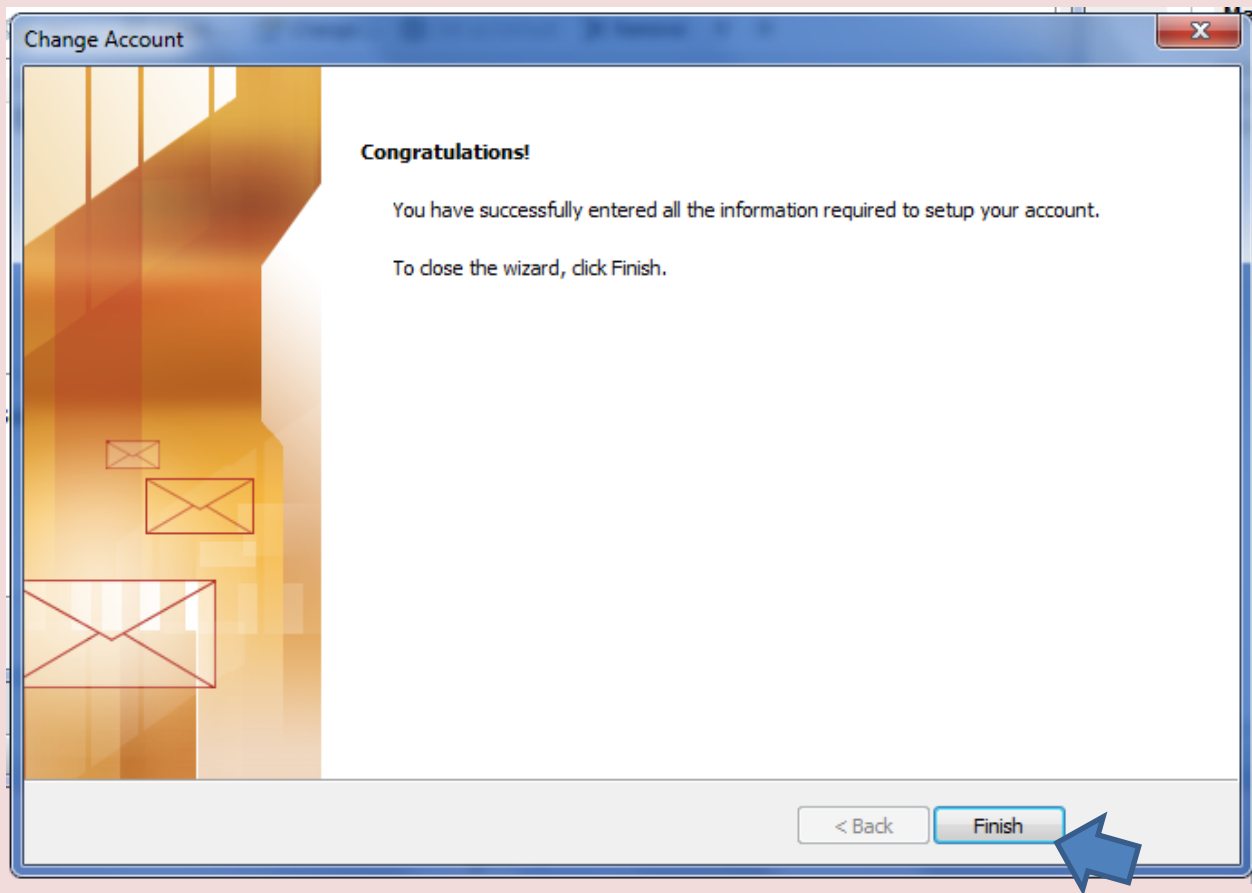 Change Account
Congratulations!
You have successfully entered all the information required to setup your account.
To close the wizard, click Finish.
< Back
Finish